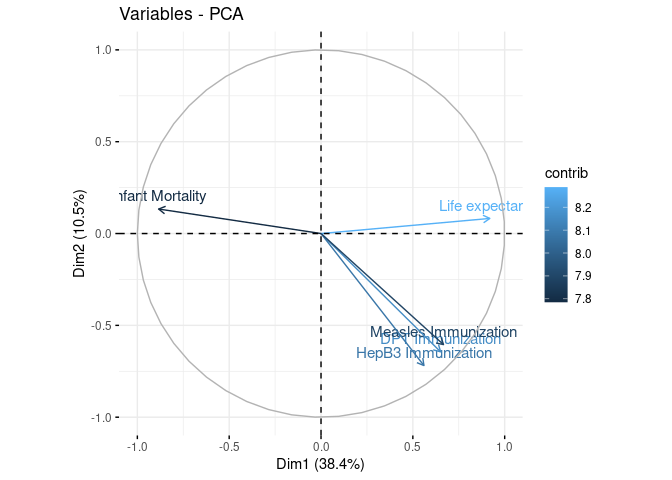 Variables - PCA
1.0
0.5
0.0
-0.5
-1.0
Dim2 (10.5%)
nfant Mortality
Life expectar
Measles Immunization
DPT Immunization
HepB3 Immunization
-1.0
-0.5
0.0
0.5
1.0
Dim1 (38.4%)
contrib
8.2
8.1
8.0
7.9
7.8